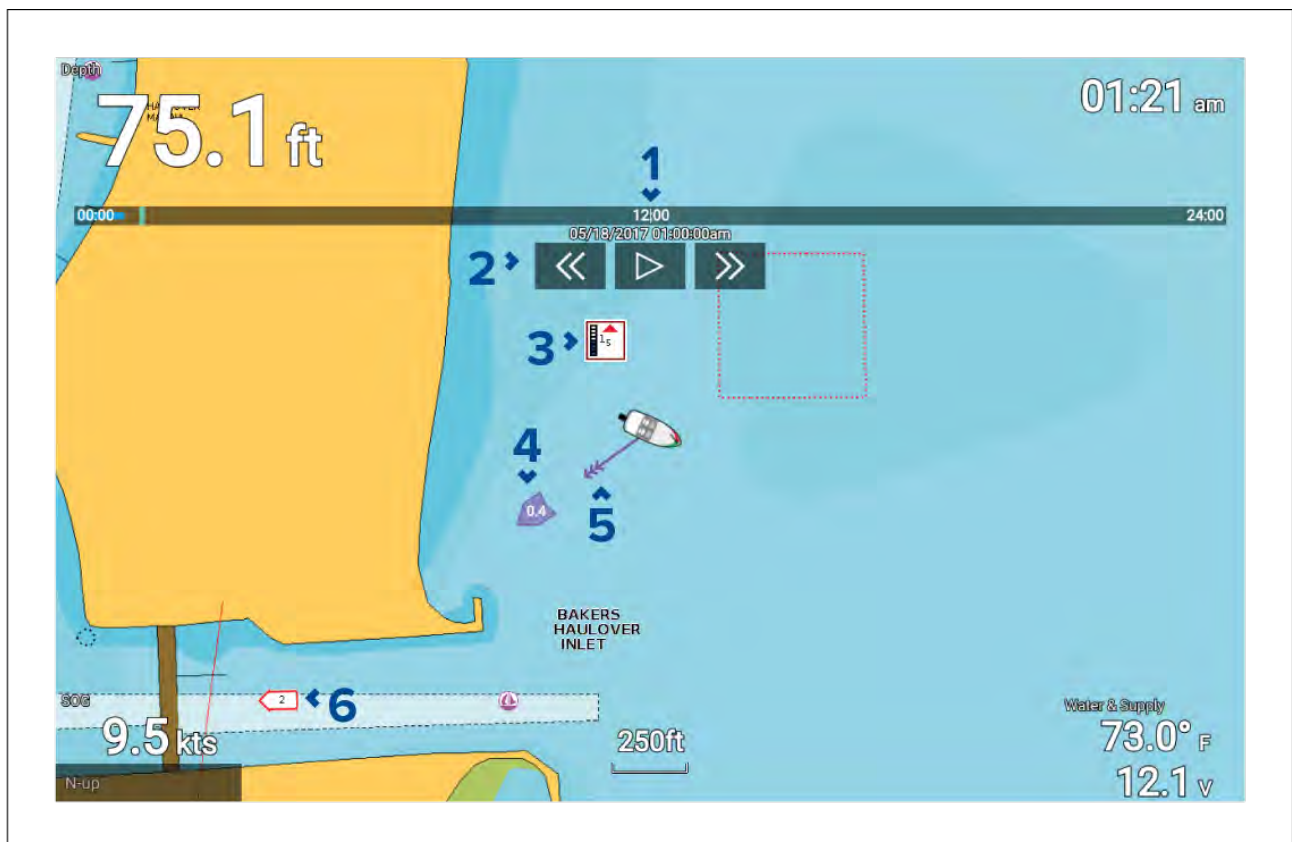 Depth
75.1 ft
01:21 am
1
00:00
12:00
24:00
05/18/2017 01:00:00am
2
3
15
4
0.4
5
BAKERS
HAULOVER
INLET
SOG
2
6
9.5 kts
250ft
Water & Supply
73.0° F
12.1 V
N-up